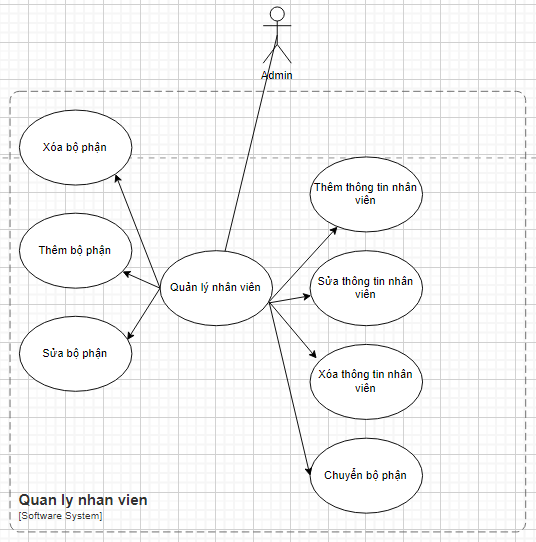 Admin
Xóa bộ phận
Thêm thông tin nhân
viên
Thêm bộ phận
Quản lý nhân viên
Sửa thông tin nhân
viên
Sửa bộ phận
Xóa thông tin nhân
viên
Chuyển bộ phận
Quan ly nhan vien
[Software System]